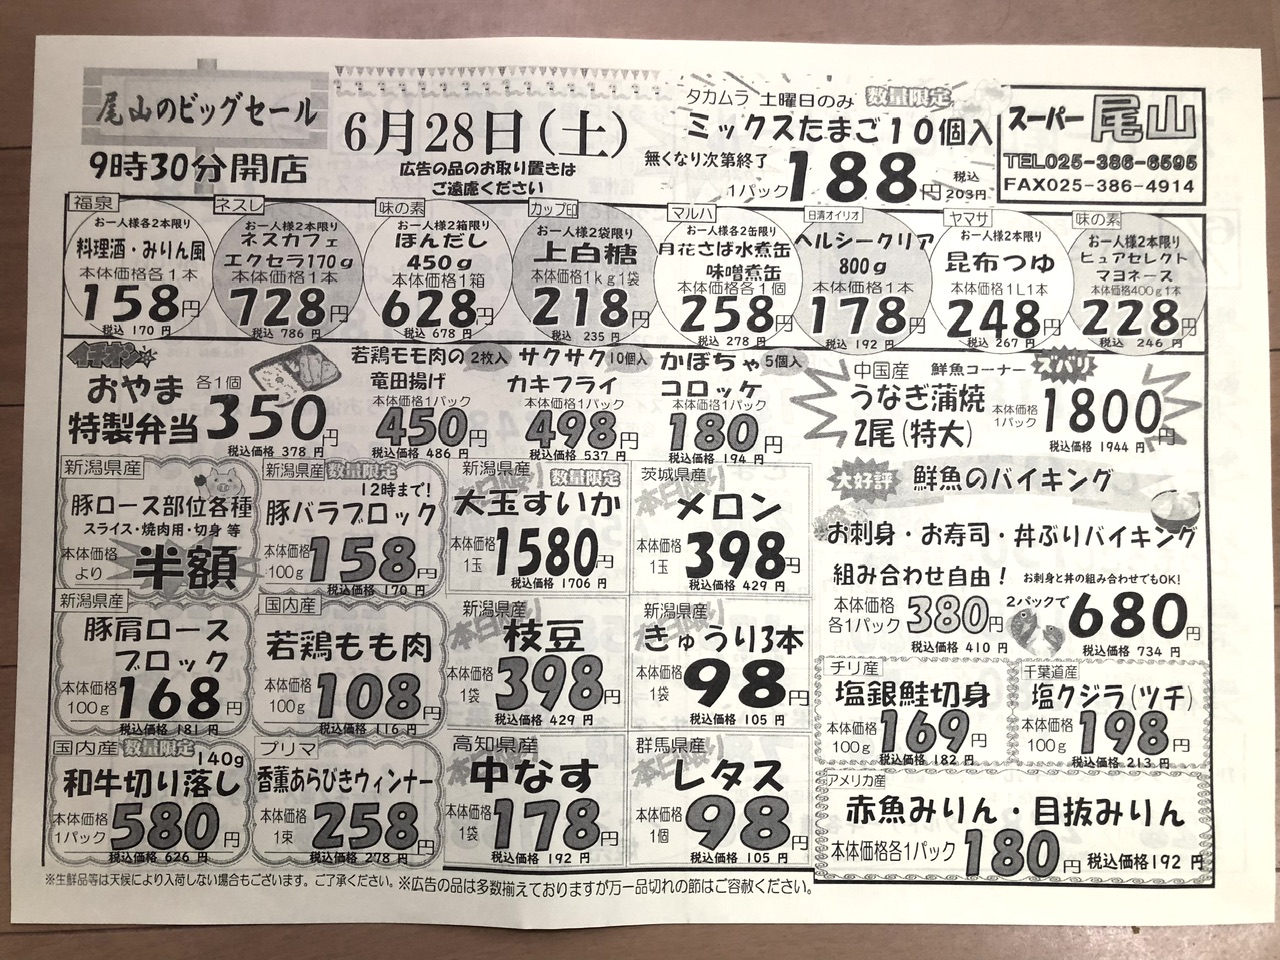 尾山のビッグセール
9時30分開店
6月28日(土)
広告の品のお取り置きは
ご遠慮ください
タカムラ 土曜日のみ 数量限定
ミックスたまご10個入
無くなり次第終了
1パック188円 税込203円
スーパー尾山
TEL025-386-6595
FAX025-386-4914
福泉
お一人様各2本限り
料理酒・みりん風
本体価格各1本
158円
税込 170 円
ネスレ
お一人様2本限り
ネスカフェ
エクセラ170g
本体価格1本
728円
税込 786 円
味の素
お一人様2箱限り
ほんだし
450g
本体価格1箱
628円
税込 678 円
カップ印
お一人様2袋限り
上白糖
本体価格1kg1袋
218円
税込 235 円
マルハ
お一人様各2缶限り
月花さば水煮缶
味噌煮缶
本体価格各1個
258円
税込 278 円
日清オイリオ
ヘルシークリア
800g
本体価格1本
178円
税込 192 円
ヤマサ
お一人様2本限り
昆布つゆ
本体価格1L1本
248円
税込 267 円
味の素
お一人様2本限り
ピュアセレクト
マヨネーズ
本体価格400g1本
228円
税込 246 円
イチオシ
おやま
特製弁当
各1個
350円
税込価格 378 円
若鶏もも肉の 2枚入
竜田揚げ
本体価格1パック
450円
税込価格 486 円
サクサク 10個入
カキフライ
本体価格1パック
498円
税込価格 537 円
かぼちゃ 5個入
コロッケ
本体価格1パック
180円
税込価格 194 円
中国産 鮮魚コーナー ズバリ
うなぎ蒲焼
2尾(特大)
本体価格
1パック
1800円
税込価格 1944 円
新潟県産
豚ロース部位各種
スライス・焼肉用・切身 等
本体価格
より
半額
新潟県産 数量限定
12時まで!
豚バラブロック
本体価格
100g
158円
税込価格 170 円
新潟県産 数量限定
本日限り
大玉すいか
本体価格
1玉
1580円
税込価格 1706 円
茨城県産
本日限り
メロン
本体価格
1玉
398円
税込価格 429 円
大好評 鮮魚のバイキング
お刺身・お寿司・丼ぶりバイキング
組み合わせ自由! お刺身と丼の組み合わせでもOK!
本体価格
各1パック
380円
税込価格 410 円
2パックで
680円
税込価格 734 円
新潟県産
豚肩ロース
ブロック
本体価格
100g
168円
税込価格 181 円
国内産
若鶏もも肉
本体価格
100g
108円
税込価格 116 円
新潟県産
本日限り
枝豆
本体価格
1袋
398円
税込価格 429 円
新潟県産
本日限り
きゅうり3本
本体価格
1袋
98円
税込価格 105 円
チリ産
塩銀鮭切身
本体価格
100g
169円
税込価格 182 円
千葉道産
塩クジラ(ツチ)
本体価格
100g
198円
税込価格 213 円
国内産 数量限定
140g
和牛切り落し
本体価格
1パック
580円
税込価格 626 円
プリマ
香薫あらびきウィンナー
本体価格
1束
258円
税込価格 278 円
高知県産
本日限り
中なす
本体価格
1袋
178円
税込価格 192 円
群馬県産
本日限り
レタス
本体価格
1個
98円
税込価格 105 円
アメリカ産
赤魚みりん・目抜みりん
本体価格各1パック 180円 税込価格192 円
※生鮮品等は天候により入荷しない場合もございます。ご了承ください。※広告の品は多数揃えておりますが万一品切れの節はご容赦ください。